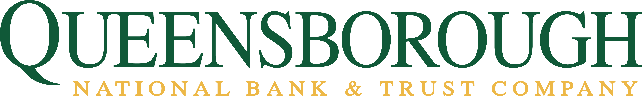 QUEENSBOROUGH
NATIONAL BANK & TRUST COMPANY